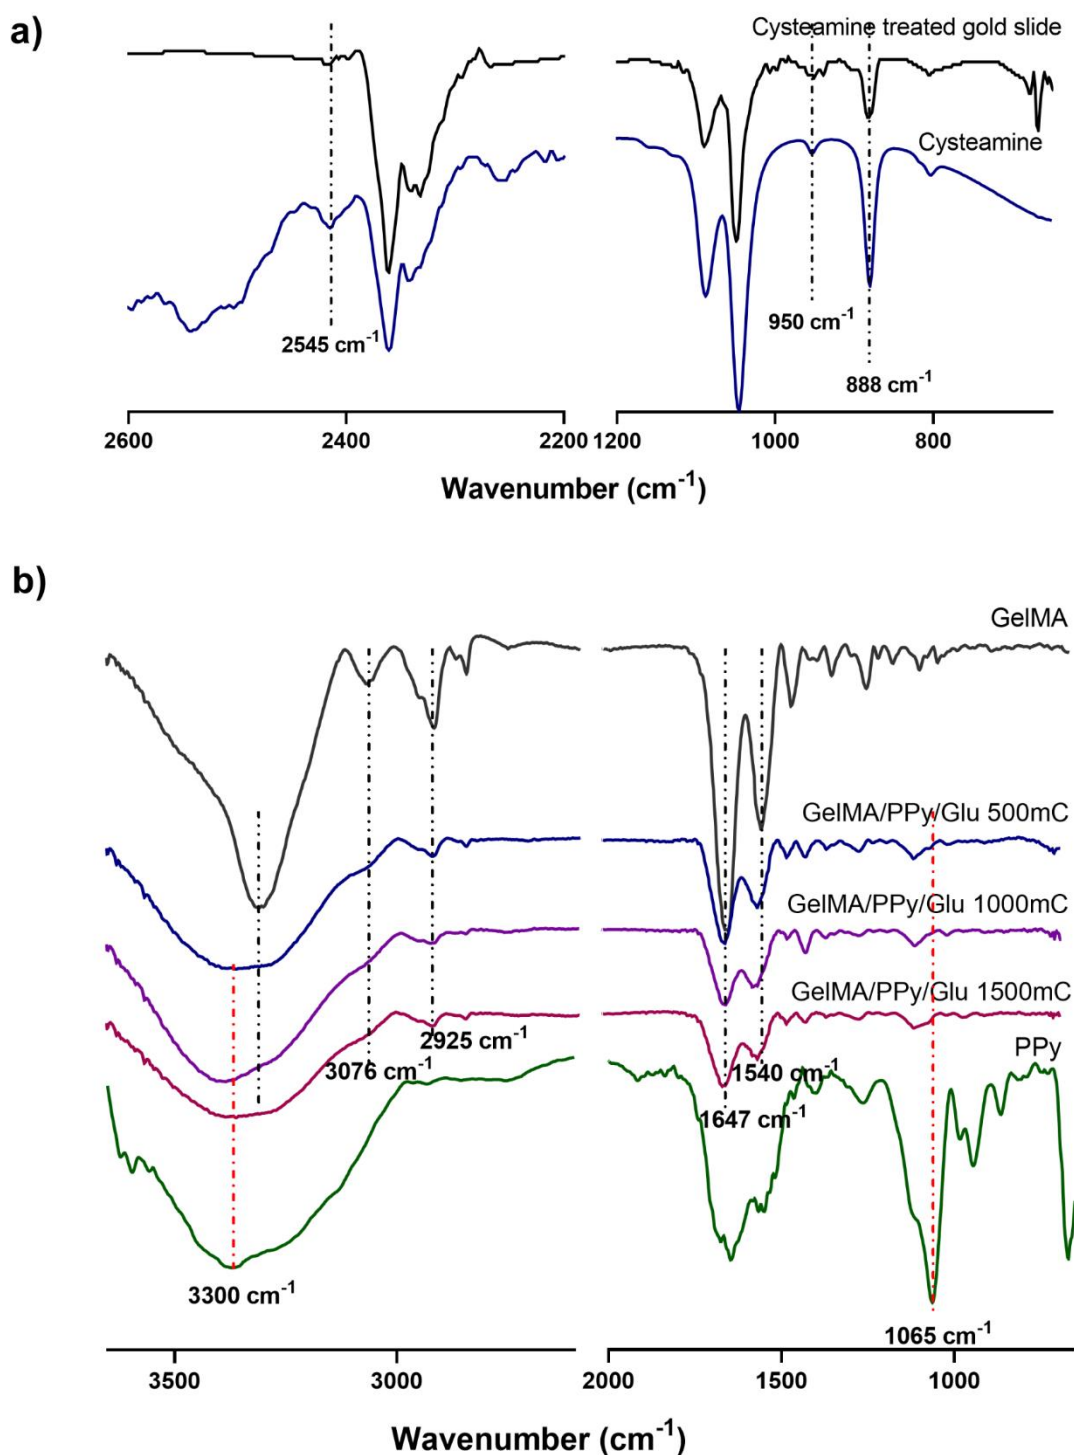 a)
Cysteamine treated gold slide
Cysteamine
2545 cm⁻¹
950 cm⁻¹
888 cm⁻¹
2600 2400 2200 1200 1000 800
Wavenumber (cm⁻¹)
b)
GelMA
GelMA/PPy/Glu 500mC
GelMA/PPy/Glu 1000mC
GelMA/PPy/Glu 1500mC
2925 cm⁻¹
PPy
3076 cm⁻¹
1540 cm⁻¹
1647 cm⁻¹
3300 cm⁻¹
1065 cm⁻¹
3500 3000 2000 1500 1000
Wavenumber (cm⁻¹)